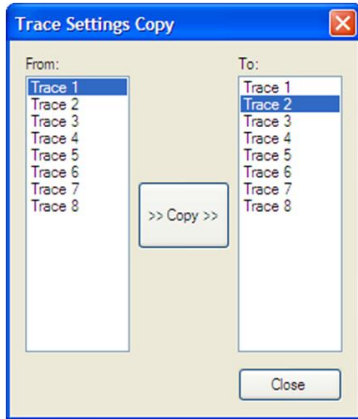 Trace Settings Copy
From:
Trace 1
Trace 2
Trace 3
Trace 4
Trace 5
Trace 6
Trace 7
Trace 8
>> Copy >>
To:
Trace 1
Trace 2
Trace 3
Trace 4
Trace 5
Trace 6
Trace 7
Trace 8
Close